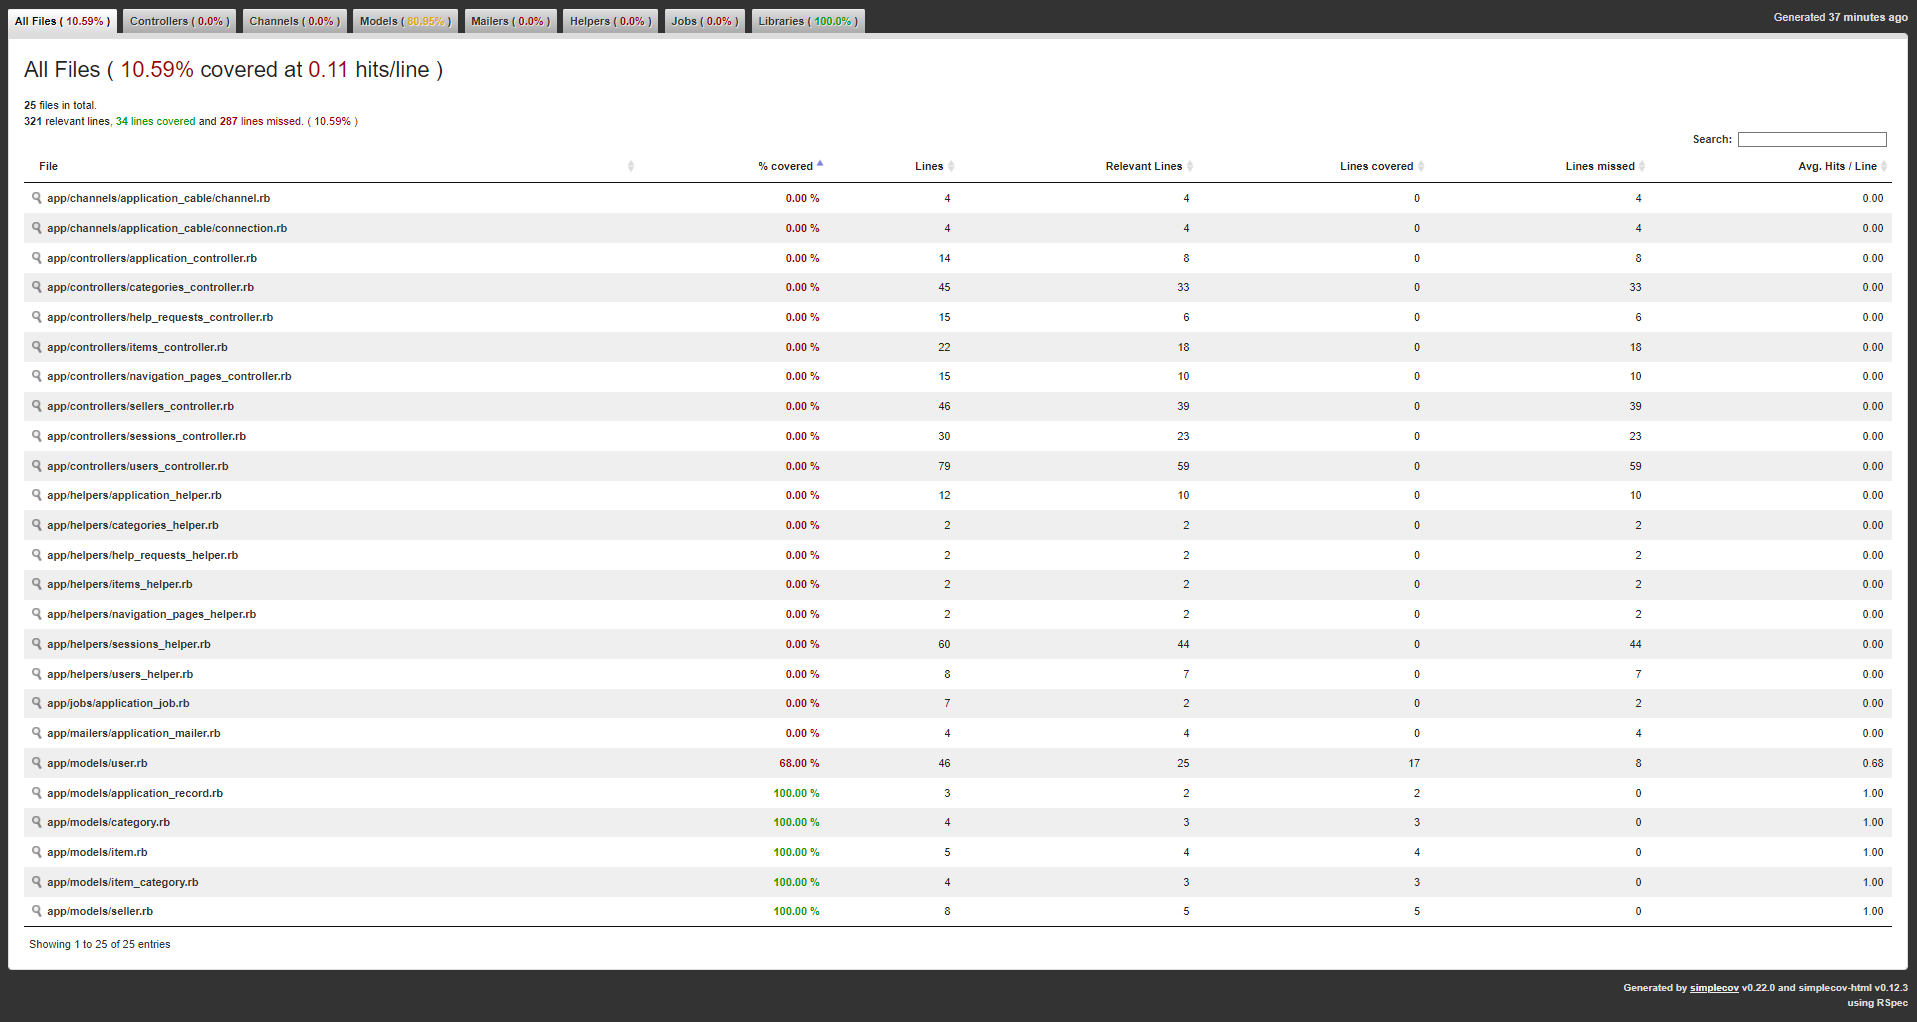 All Files ( 10.59% ) Controllers ( 0.0% ) Channels ( 0.0% ) Models ( 80.95% ) Mailers ( 0.0% ) Helpers ( 0.0% ) Jobs ( 0.0% ) Libraries ( 100.0% ) Generated 37 minutes ago
All Files ( 10.59% covered at 0.11 hits/line )
25 files in total.
321 relevant lines, 34 lines covered and 287 lines missed. ( 10.59% )
Search:
File % covered Lines Relevant Lines Lines covered Lines missed Avg. Hits / Line
app/channels/application_cable/channel.rb 0.00 % 4 4 0 4 0.00
app/channels/application_cable/connection.rb 0.00 % 4 4 0 4 0.00
app/controllers/application_controller.rb 0.00 % 14 8 0 8 0.00
app/controllers/categories_controller.rb 0.00 % 45 33 0 33 0.00
app/controllers/help_requests_controller.rb 0.00 % 15 6 0 6 0.00
app/controllers/items_controller.rb 0.00 % 22 18 0 18 0.00
app/controllers/navigation_pages_controller.rb 0.00 % 15 10 0 10 0.00
app/controllers/sellers_controller.rb 0.00 % 46 39 0 39 0.00
app/controllers/sessions_controller.rb 0.00 % 30 23 0 23 0.00
app/controllers/users_controller.rb 0.00 % 79 59 0 59 0.00
app/helpers/application_helper.rb 0.00 % 12 10 0 10 0.00
app/helpers/categories_helper.rb 0.00 % 2 2 0 2 0.00
app/helpers/help_requests_helper.rb 0.00 % 2 2 0 2 0.00
app/helpers/items_helper.rb 0.00 % 2 2 0 2 0.00
app/helpers/navigation_pages_helper.rb 0.00 % 2 2 0 2 0.00
app/helpers/sessions_helper.rb 0.00 % 60 44 0 44 0.00
app/helpers/users_helper.rb 0.00 % 8 7 0 7 0.00
app/jobs/application_job.rb 0.00 % 7 2 0 2 0.00
app/mailers/application_mailer.rb 0.00 % 4 4 0 4 0.00
app/models/user.rb 68.00 % 46 25 17 8 0.68
app/models/application_record.rb 100.00 % 3 2 2 0 1.00
app/models/category.rb 100.00 % 4 3 3 0 1.00
app/models/item.rb 100.00 % 5 4 4 0 1.00
app/models/item_category.rb 100.00 % 4 3 3 0 1.00
app/models/seller.rb 100.00 % 8 5 5 0 1.00
Showing 1 to 25 of 25 entries
Generated by simplecov v0.22.0 and simplecov-html v0.12.3
using RSpec